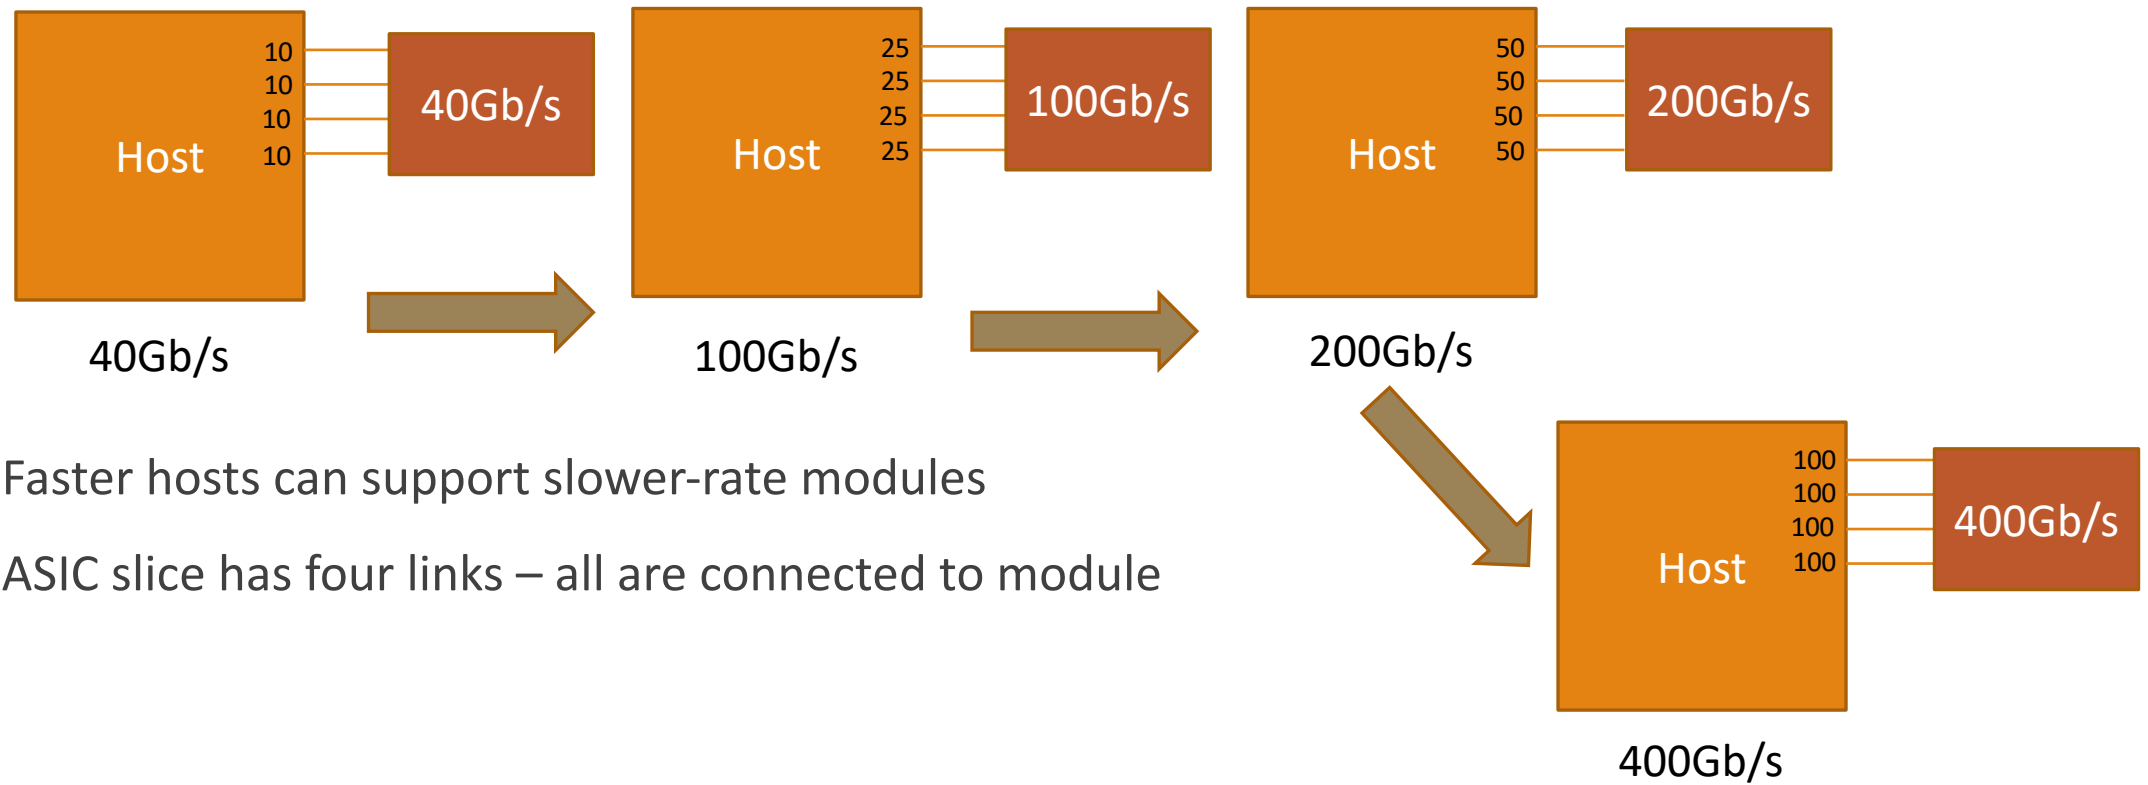 Host
10
10
10
10
40Gb/s
40Gb/s
Host
25
25
25
25
100Gb/s
100Gb/s
Host
50
50
50
50
200Gb/s
200Gb/s
Faster hosts can support slower-rate modules
ASIC slice has four links – all are connected to module
Host
100
100
100
100
400Gb/s
400Gb/s